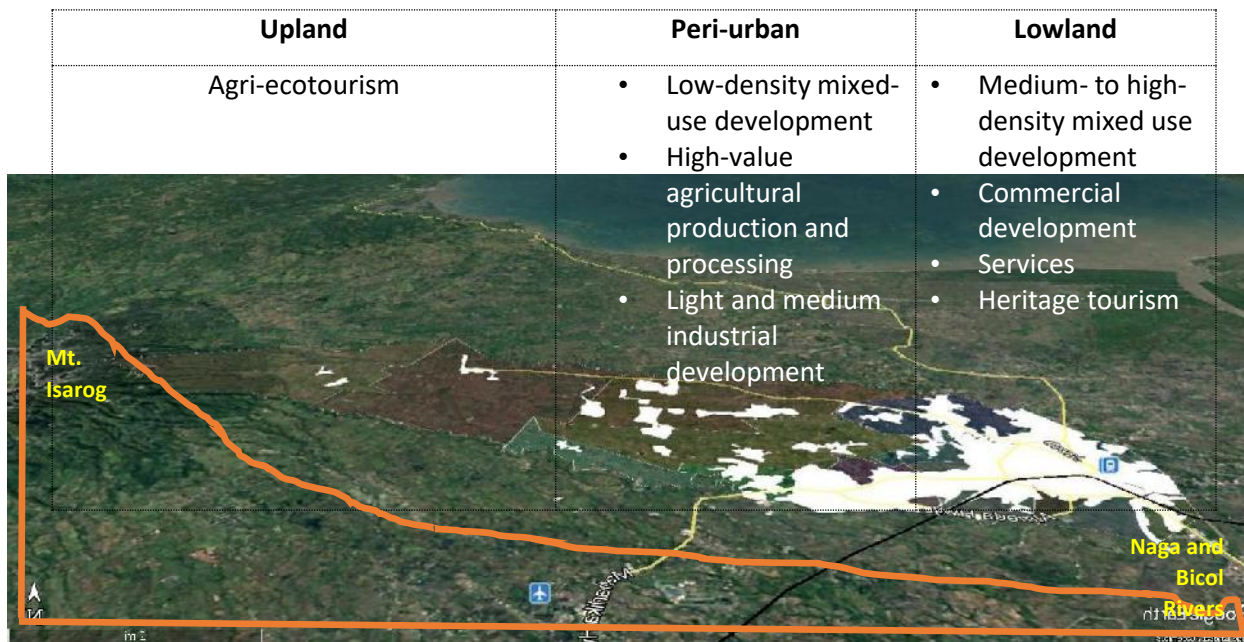 Upland
Peri-urban
Lowland
Agri-ecotourism
• Low-density mixed-
use development
• High-value
agricultural
production and
processing
• Light and medium
industrial
development
• Medium- to high-
density mixed use
development
• Commercial
development
• Services
• Heritage tourism
Mt.
Isarog
Naga and
Bicol
Rivers